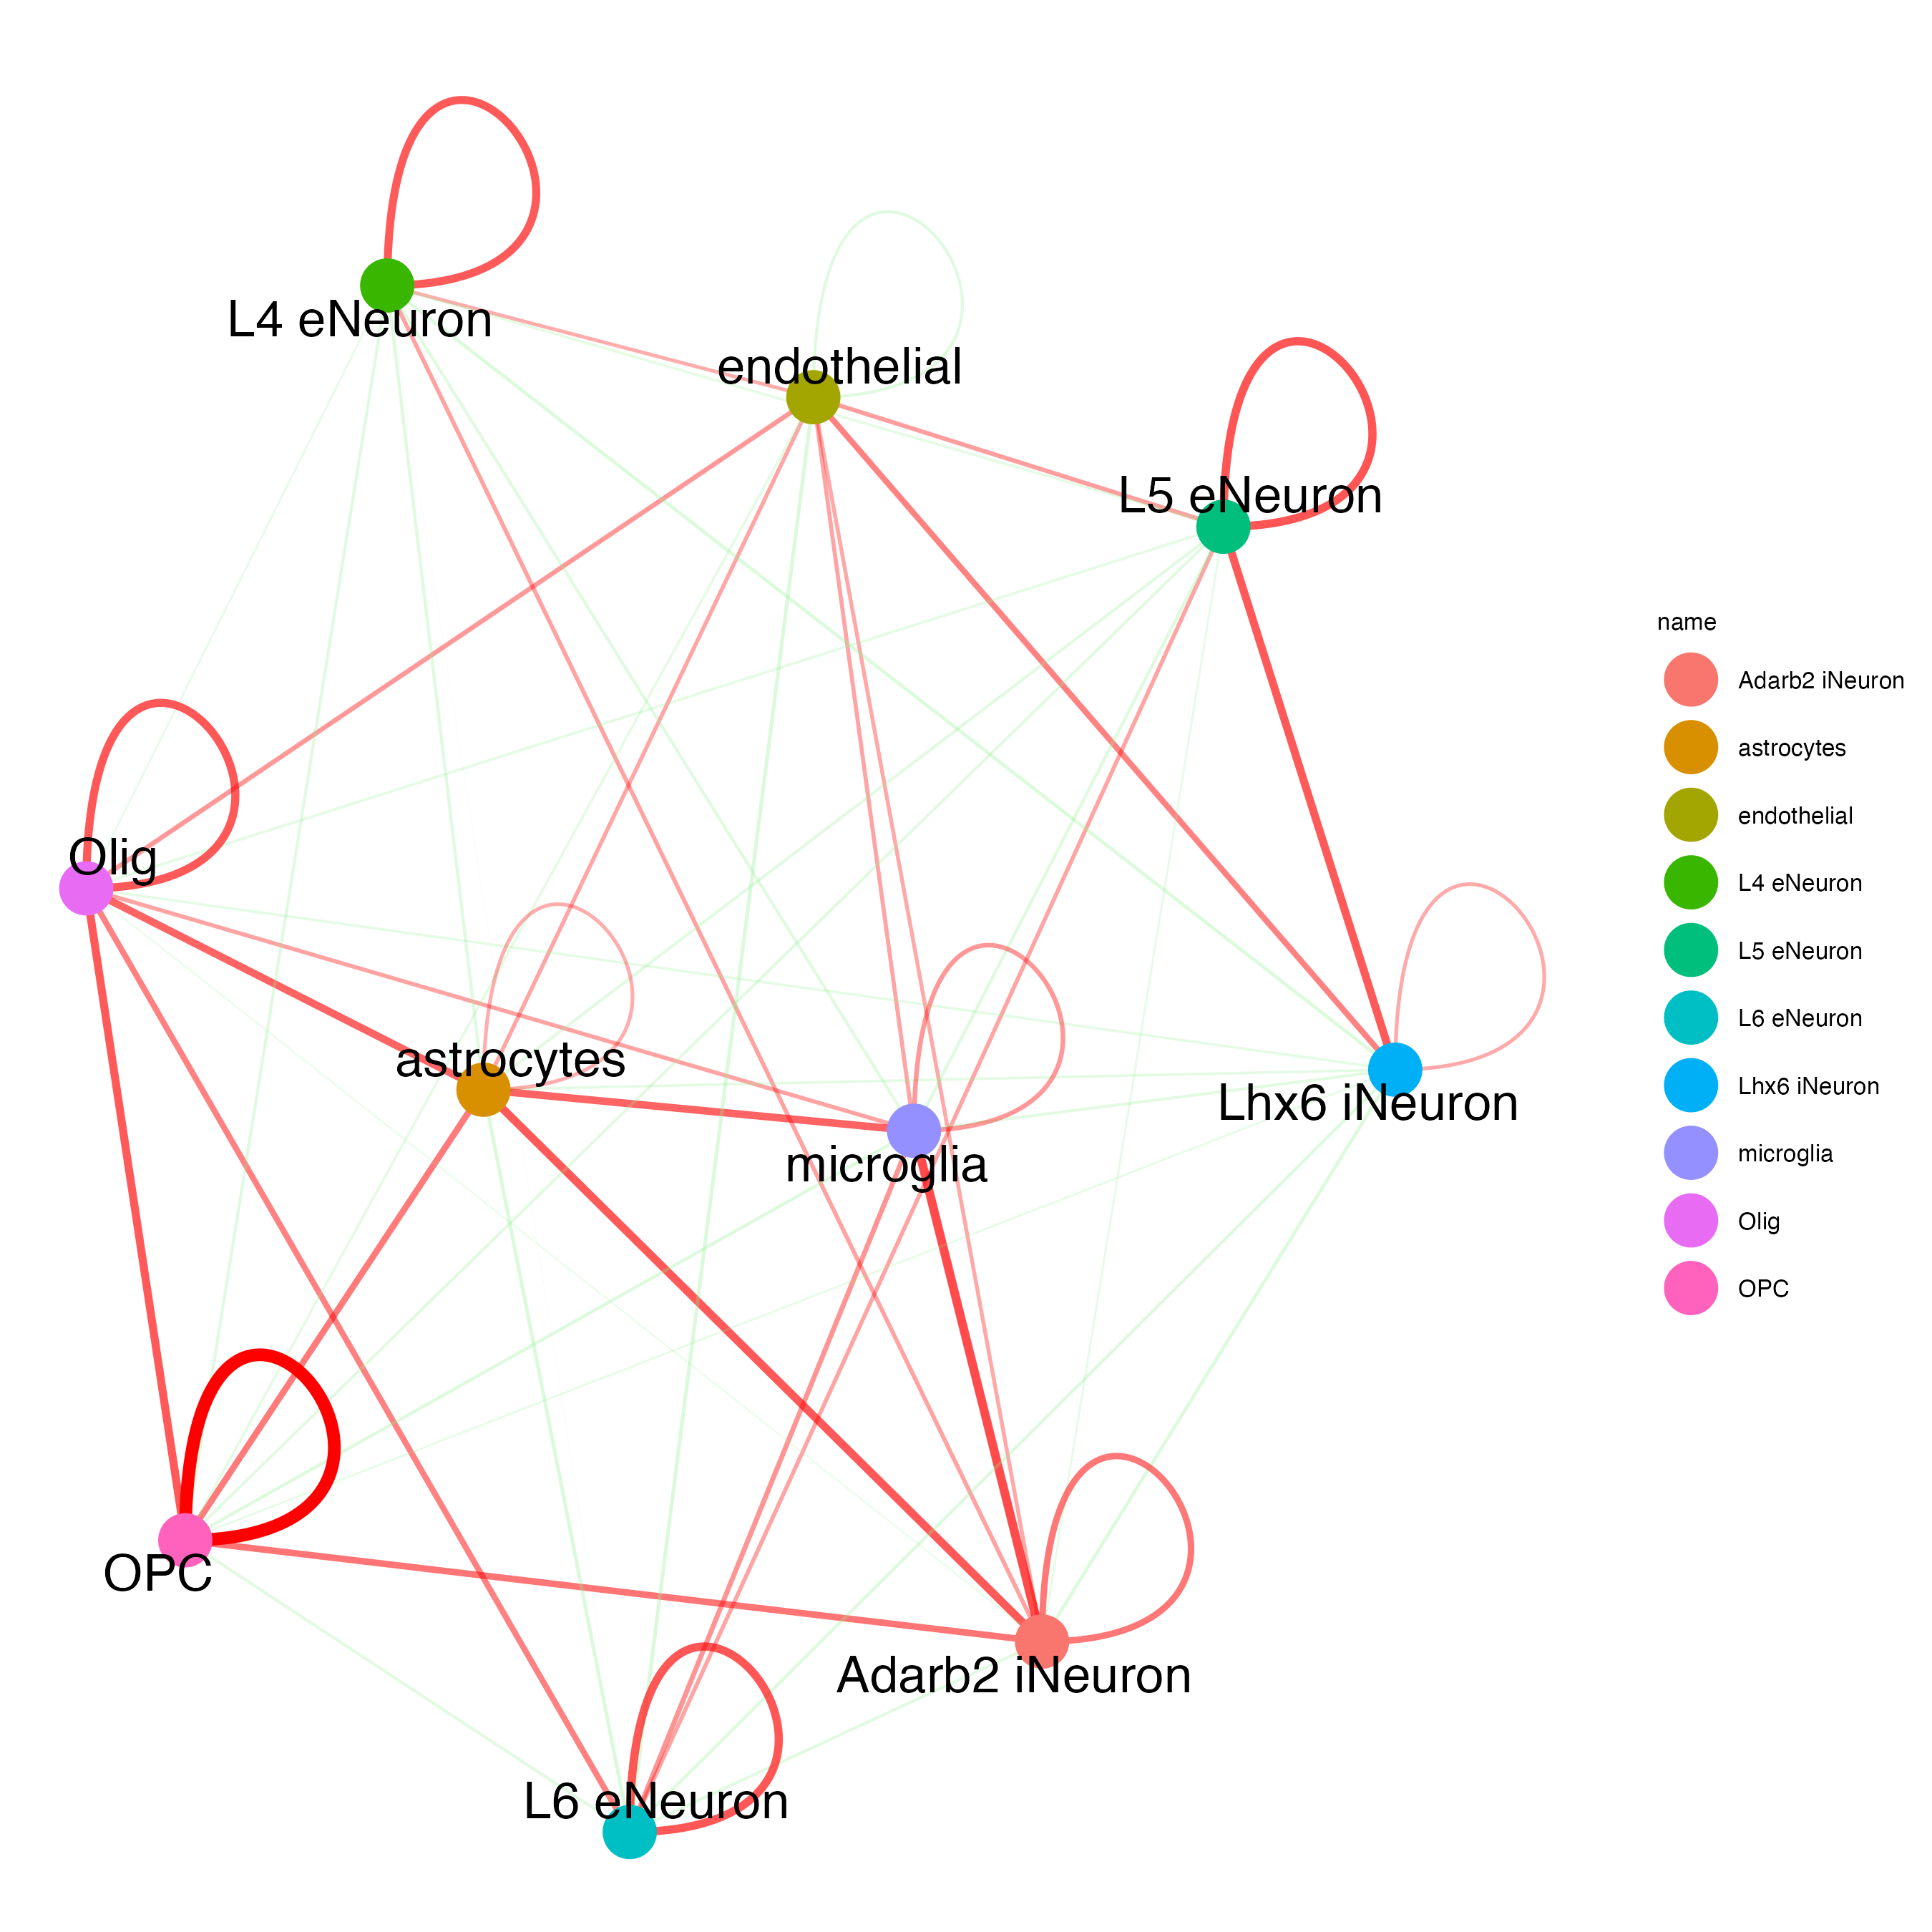 L4 eNeuron
endothelial
L5 eNeuron
Olig
astrocytes
Lhx6 iNeuron
microglia
OPC
Adarb2 iNeuron
L6 eNeuron
name
Adarb2 iNeuron
astrocytes
endothelial
L4 eNeuron
L5 eNeuron
L6 eNeuron
Lhx6 iNeuron
microglia
Olig
OPC